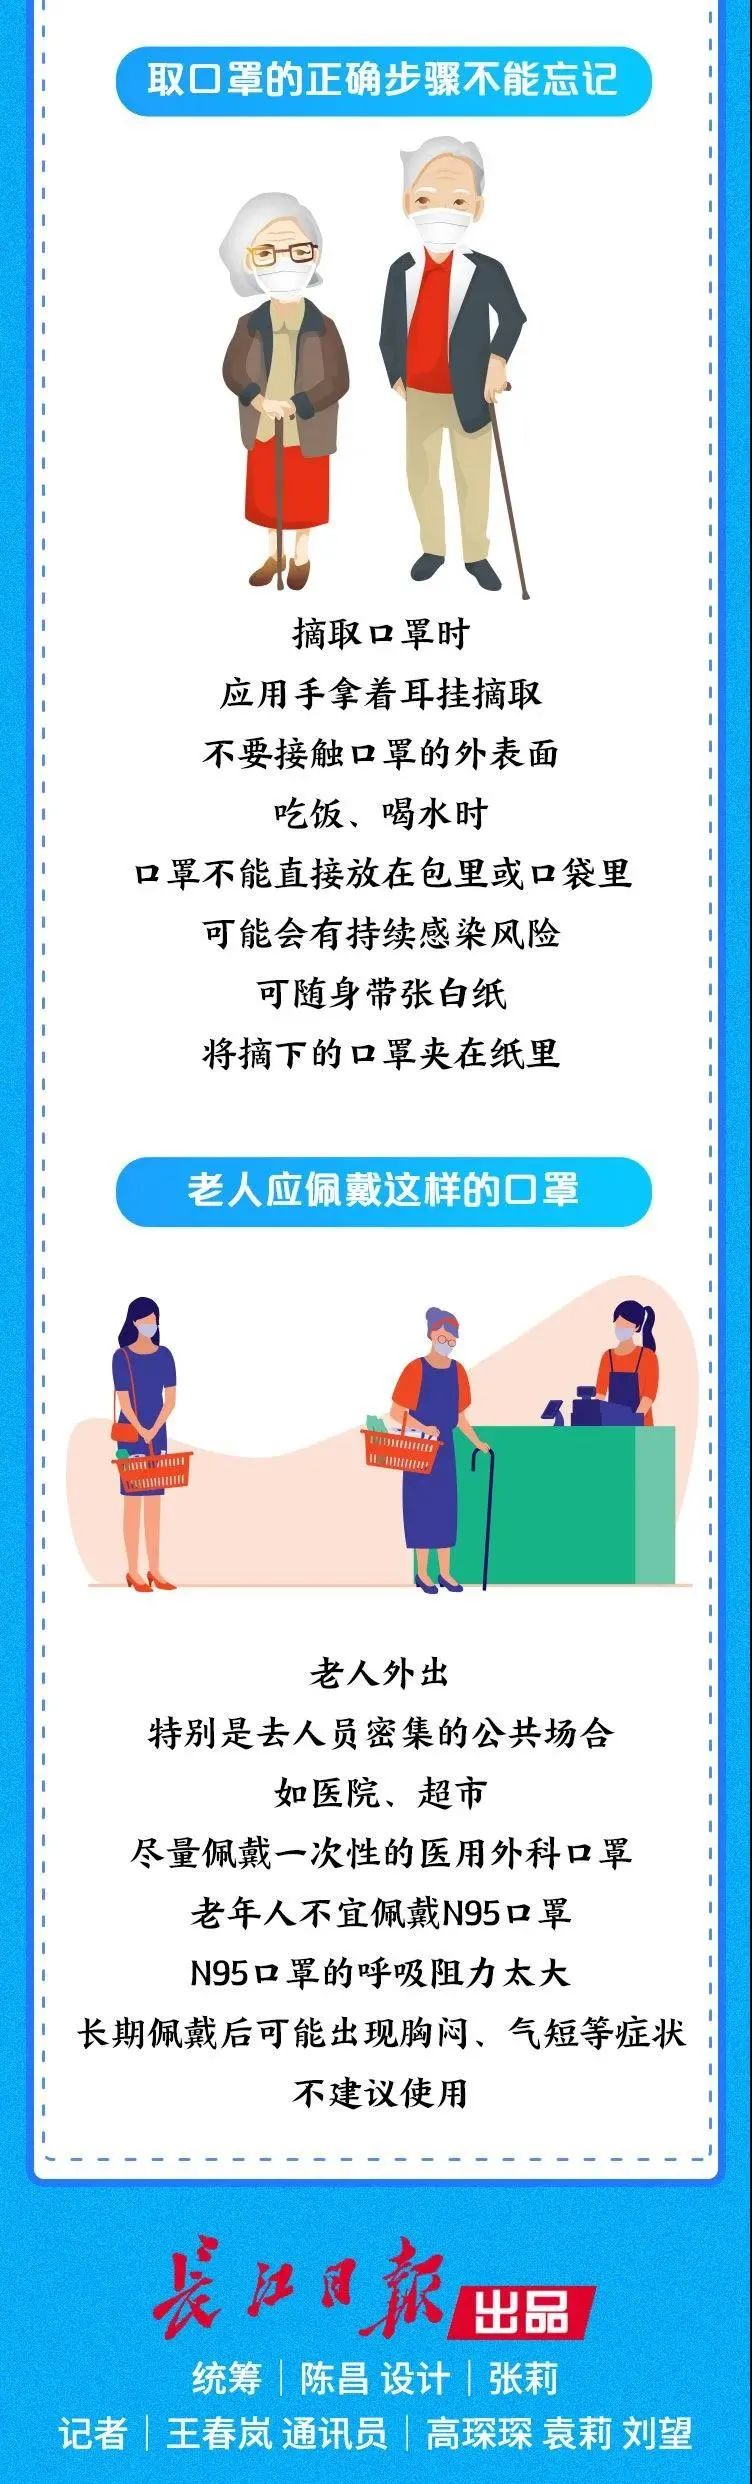 取口罩的正确步骤不能忘记
摘取口罩时
应用手拿着耳挂摘取
不要接触口罩的外表面
吃饭、喝水时
口罩不能直接放在包里或口袋里
可能会有持续感染风险
可随身带张白纸
将摘下的口罩夹在纸里
老人应佩戴这样的口罩
老人外出
特别是去人员密集的公共场合
如医院、超市
尽量佩戴一次性的医用外科口罩
老年人不宜佩戴N95口罩
N95口罩的呼吸阻力太大
长期佩戴后可能出现胸闷、气短等症状
不建议使用
长江日报 出品
统筹｜陈昌 设计｜张莉
记者｜王春岚 通讯员｜高琛琛 袁莉 刘望